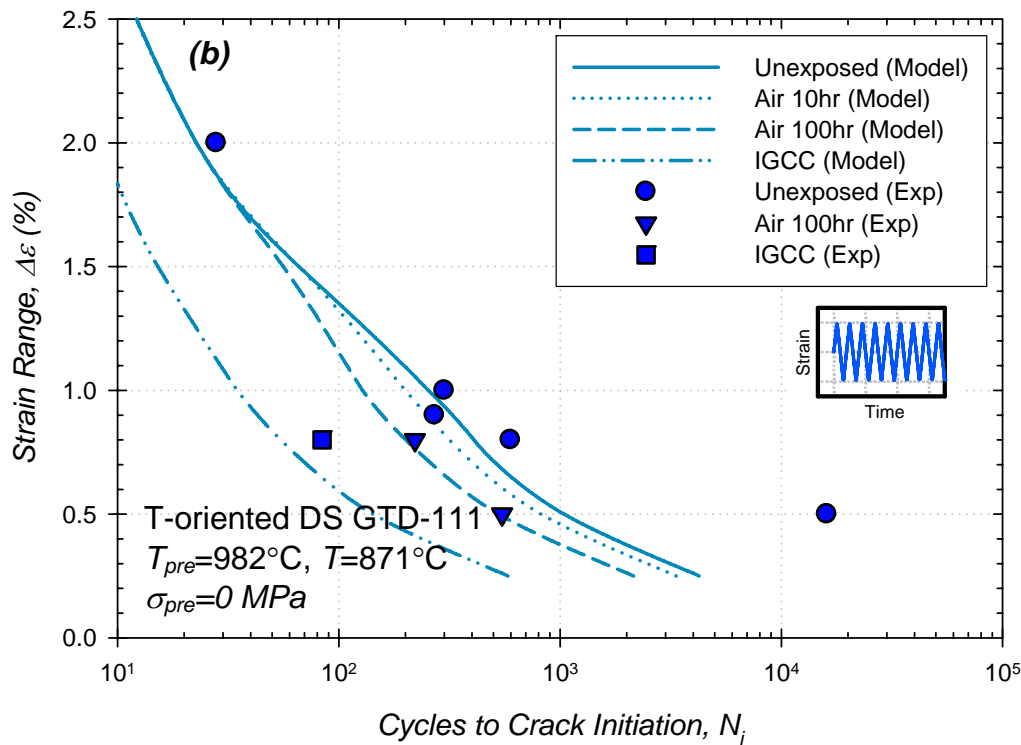 (b)
Unexposed (Model)
Air 10hr (Model)
Air 100hr (Model)
IGCC (Model)
Unexposed (Exp)
Air 100hr (Exp)
IGCC (Exp)
Strain
Time
Strain Range, Δε (%)
2.5
2.0
1.5
1.0
0.5
0.0
T-oriented DS GTD-111
Tpre=982°C, T=871°C
σpre=0 MPa
10¹ 10² 10³ 10⁴ 10⁵
Cycles to Crack Initiation, Ni